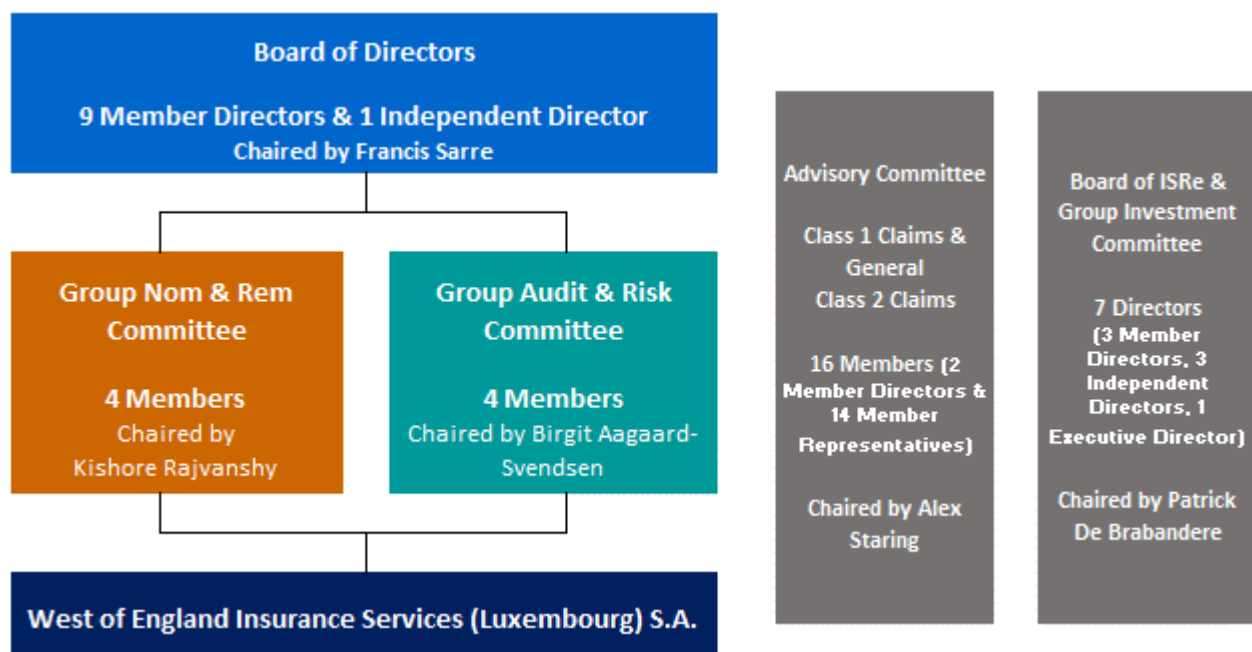 Board of Directors
9 Member Directors & 1 Independent Director
Chaired by Francis Sarre
Group Nom & Rem
Committee
4 Members
Chaired by
Kishore Rajvanshy
Group Audit & Risk
Committee
4 Members
Chaired by Birgit Aagaard-
Svendsen
West of England Insurance Services (Luxembourg) S.A.
Advisory Committee
Class 1 Claims &
General
Class 2 Claims
16 Members (2
Member Directors &
14 Member
Representatives)
Chaired by Alex
Staring
Board of ISRe &
Group Investment
Committee
7 Directors
(3 Member
Directors, 3
Independent
Directors, 1
Executive Director)
Chaired by Patrick
De Brabandere